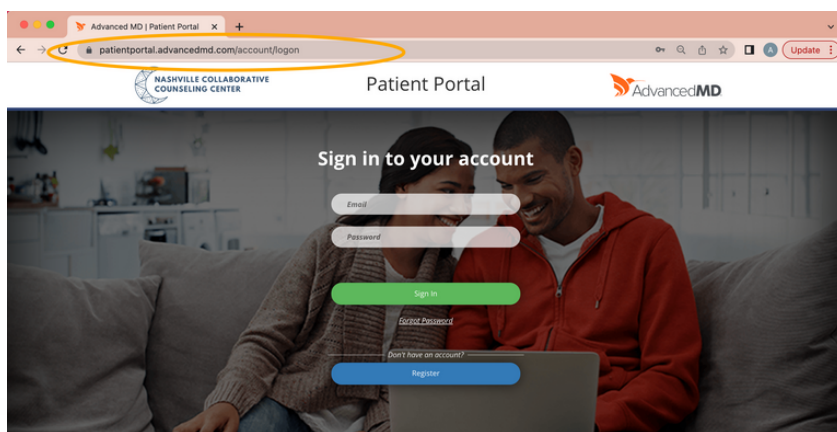 Advanced MD | Patient Portal
patientportal.advancedmd.com/account/logon
A
Update
NASHVILLE COLLABORATIVE
COUNSELING CENTER
Patient Portal
AdvancedMD
Sign in to your account
Email
Password
Sign In
Forgot Password
Don't have an account?
Register